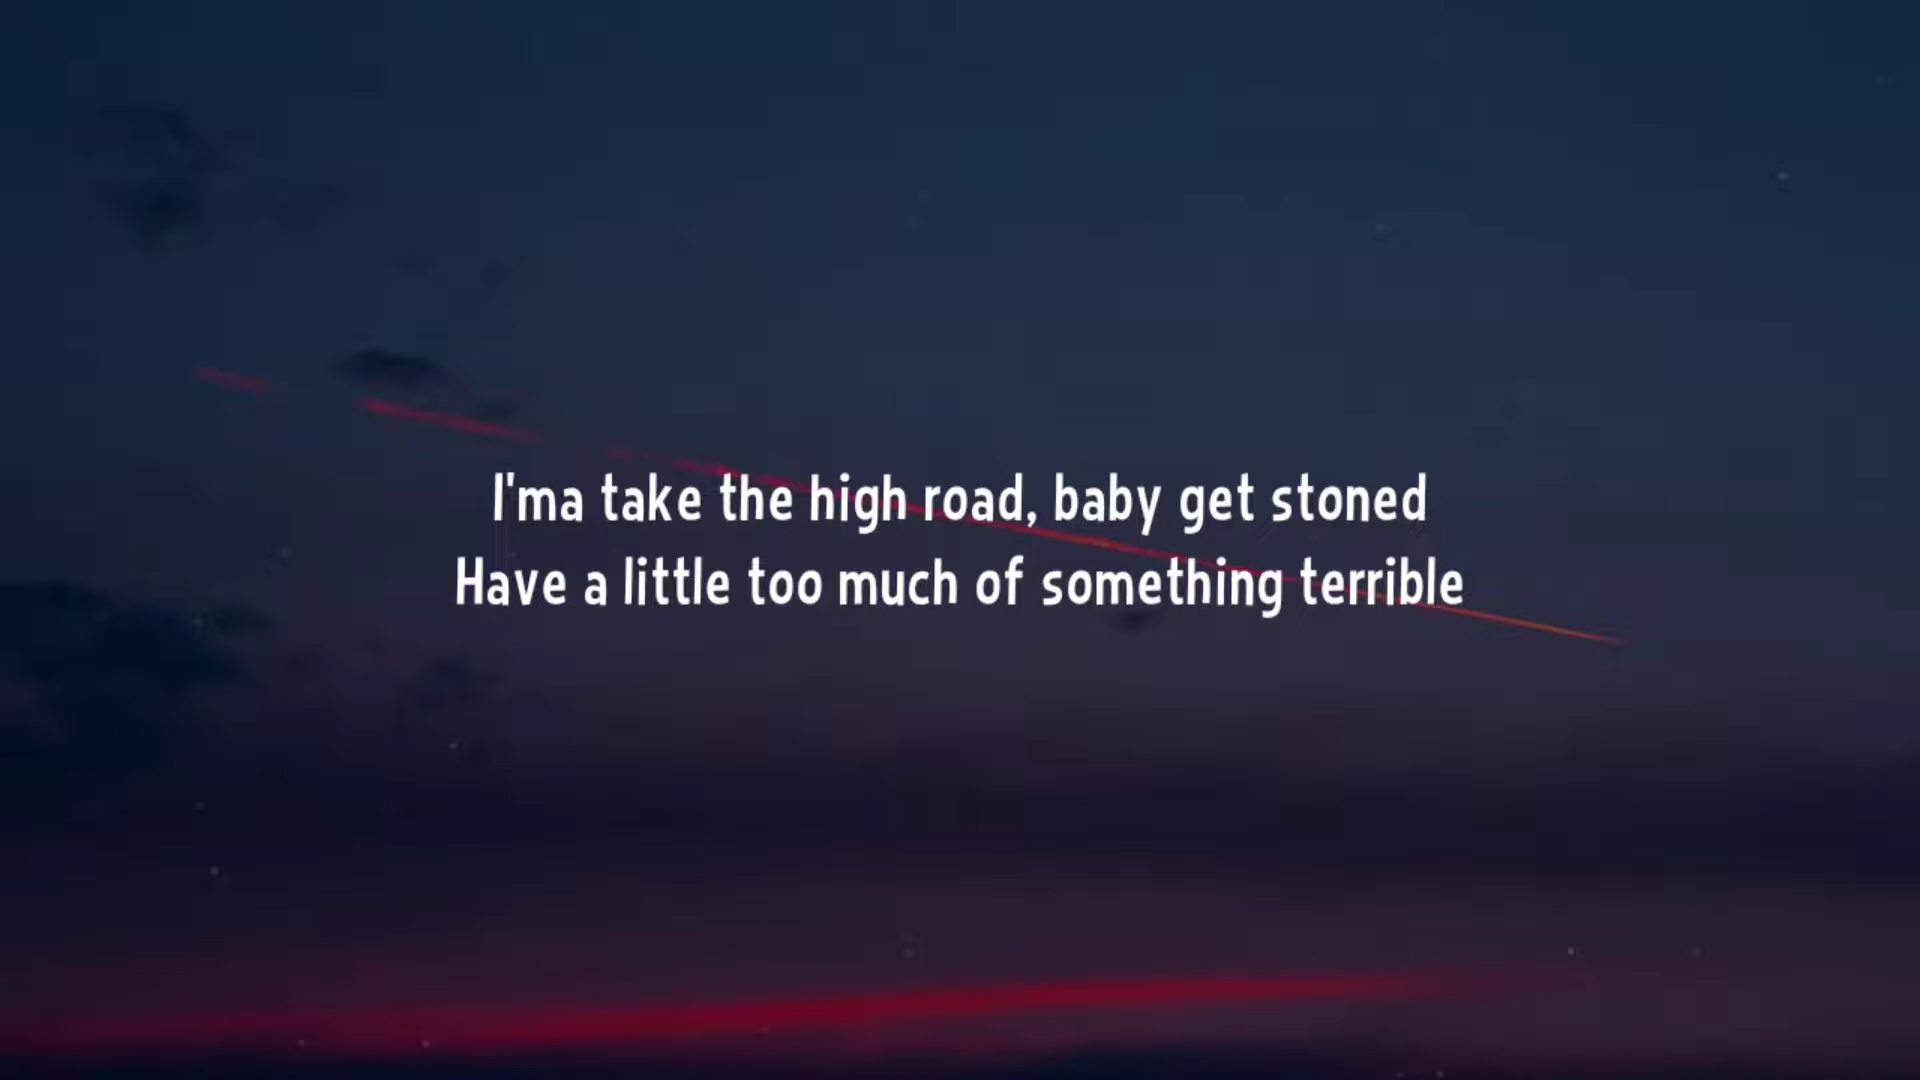 I'ma take the high road, baby get stoned
Have a little too much of something terrible